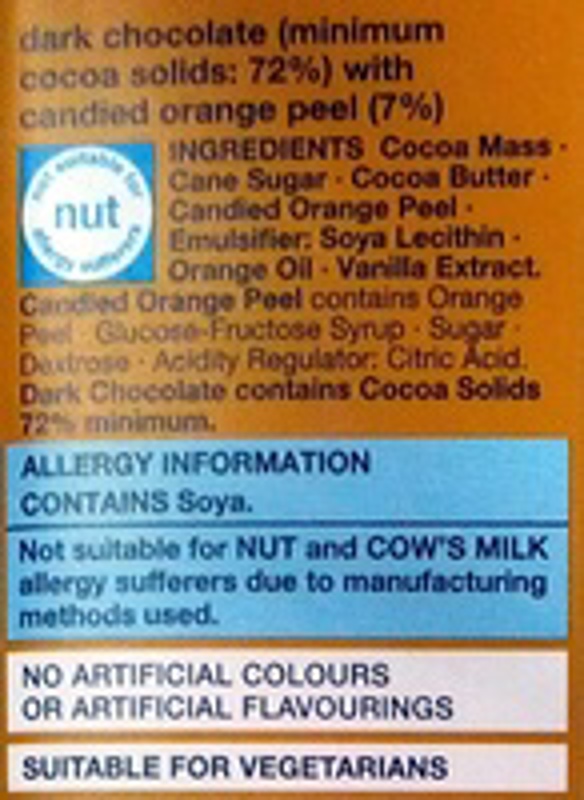 dark chocolate (minimum
cocoa solids: 72%) with
candied orange peel (7%)
not suitable for
nut
allergy sufferers
INGREDIENTS Cocoa Mass ·
Cane Sugar · Cocoa Butter ·
Candied Orange Peel ·
Emulsifier: Soya Lecithin ·
Orange Oil · Vanilla Extract.
Candied Orange Peel contains Orange
Peel · Glucose-Fructose Syrup · Sugar ·
Dextrose · Acidity Regulator: Citric Acid.
Dark Chocolate contains Cocoa Solids
72% minimum.
ALLERGY INFORMATION
CONTAINS Soya.
Not suitable for NUT and COW'S MILK
allergy sufferers due to manufacturing
methods used.
NO ARTIFICIAL COLOURS
OR ARTIFICIAL FLAVOURINGS
SUITABLE FOR VEGETARIANS